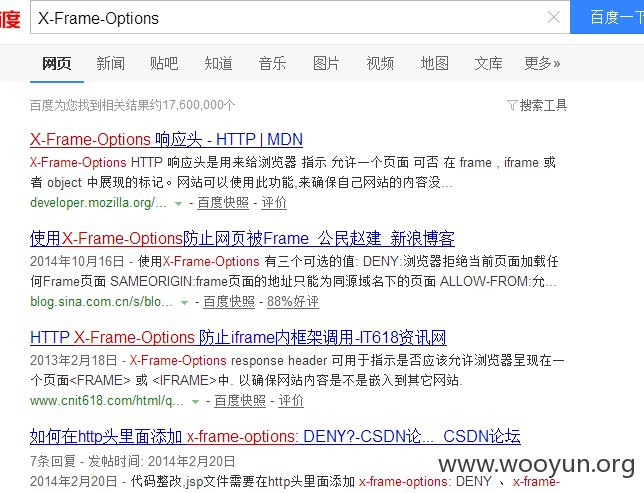 百度 X-Frame-Options 百度一下
网页 新闻 贴吧 知道 音乐 图片 视频 地图 文库 更多»
百度为您找到相关结果约17,600,000个 搜索工具
X-Frame-Options 响应头 - HTTP | MDN
X-Frame-Options HTTP 响应头是用来给浏览器 指示 允许一个页面 可否 在 frame , iframe 或
者 object 中展现的标记。网站可以使用此功能,来确保自己网站的内容没...
developer.mozilla.org/... - 百度快照 - 评价
使用X-Frame-Options防止网页被Frame_公民赵建_新浪博客
2014年10月16日 - 使用X-Frame-Options 有三个可选的值: DENY:浏览器拒绝当前页面加载任
何Frame页面 SAMEORIGIN:frame页面的地址只能为同源域名下的页面 ALLOW-FROM:允...
blog.sina.com.cn/s/blo... - 百度快照 - 88%好评
HTTP X-Frame-Options 防止iframe内框架调用-IT618资讯网
2013年2月18日 - X-Frame-Options response header 可用于指示是否应该允许浏览器呈现在一
个页面<FRAME> 或 <IFRAME>中. 以确保网站内容是不是嵌入到其它网站.
www.cnit618.com/html/q... - 百度快照 - 评价
如何在http头里面添加 x-frame-options: DENY?-CSDN论..._CSDN论坛
7条回复 - 发帖时间: 2014年2月20日
2014年2月20日 - 代码整改,jsp文件需要在http头里面添加 x-frame-options: DENY 、 x-frame-
www.wooyun.org